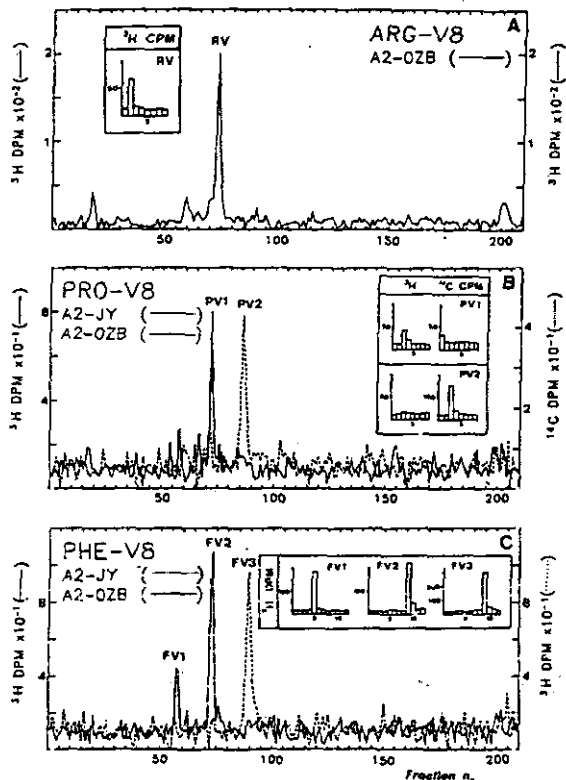 A
ARG-V8
A2-OZB (——)
³H CPM
RV
RV
³H DPM x10⁻² (——)
³H DPM x10⁻² (——)
2
1
2
1
50 100 150 200
B
PRO-V8
A2-JY (——)
A2-OZB (——)
PV1 PV2
³H ¹⁴C CPM
PV1
PV2
³H DPM x10⁻¹ (——)
¹⁴C DPM x10⁻¹ (......)
4
2
50 100 150 200
C
PHE-V8
A2-JY (——)
A2-OZB (——)
FV1
FV2
FV3
³H DPM
FV1 FV2 FV3
³H DPM x10⁻¹ (——)
³H DPM x10⁻¹ (......)
8
4
8
4
50 100 150 200
Fraction n.